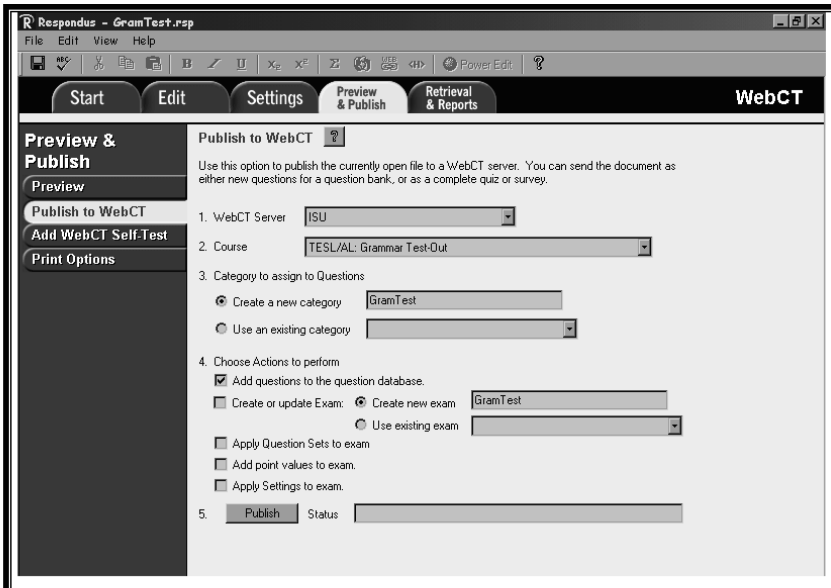 Respondus - GramTest.rsp
File Edit View Help
ABC B I U X₂ X² Σ WEB <H> Power Edit ?
Start Edit Settings Preview & Publish Retrieval & Reports WebCT
Preview & Publish
Preview
Publish to WebCT
Add WebCT Self-Test
Print Options
Publish to WebCT ?
Use this option to publish the currently open file to a WebCT server. You can send the document as
either new questions for a question bank, or as a complete quiz or survey.
1. WebCT Server ISU
2. Course TESL/AL: Grammar Test-Out
3. Category to assign to Questions
Create a new category GramTest
Use an existing category
4. Choose Actions to perform
Add questions to the question database.
Create or update Exam: Create new exam GramTest
Use existing exam
Apply Question Sets to exam
Add point values to exam.
Apply Settings to exam.
5. Publish Status